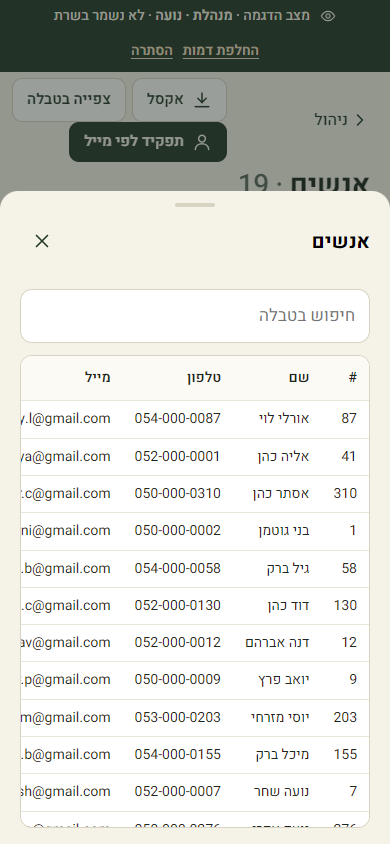 מצב הדגמה · מנהלת · נועה · לא נשמר בשרת
החלפת דמות הסתרה
ניהול
אקסל צפייה בטבלה
תפקיד לפי מייל
אנשים · 19
אנשים
חיפוש בטבלה
# שם טלפון מייל
87 אורלי לוי 054-000-0087 y.l@gmail.com
41 אליה כהן 052-000-0001 ya@gmail.com
310 אסתר כהן 050-000-0310 .c@gmail.com
1 בני גוטמן 050-000-0002 ni@gmail.com
58 גיל ברק 054-000-0058 .b@gmail.com
130 דוד כהן 052-000-0130 .c@gmail.com
12 דנה אברהם 052-000-0012 av@gmail.com
9 יואב פרץ 050-000-0009 .p@gmail.com
203 יוסי מזרחי 053-000-0203 m@gmail.com
155 מיכל ברק 054-000-0155 .b@gmail.com
7 נועה שחר 052-000-0007 sh@gmail.com